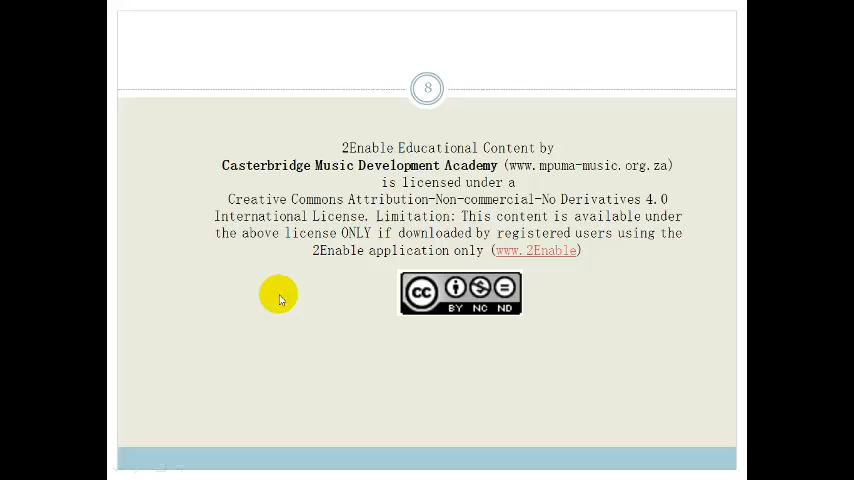 8
2Enable Educational Content by
Casterbridge Music Development Academy (www.mpuma-music.org.za)
is licensed under a
Creative Commons Attribution-Non-commercial-No Derivatives 4.0
International License. Limitation: This content is available under
the above license ONLY if downloaded by registered users using the
2Enable application only (www.2Enable)
cc
BY NC ND